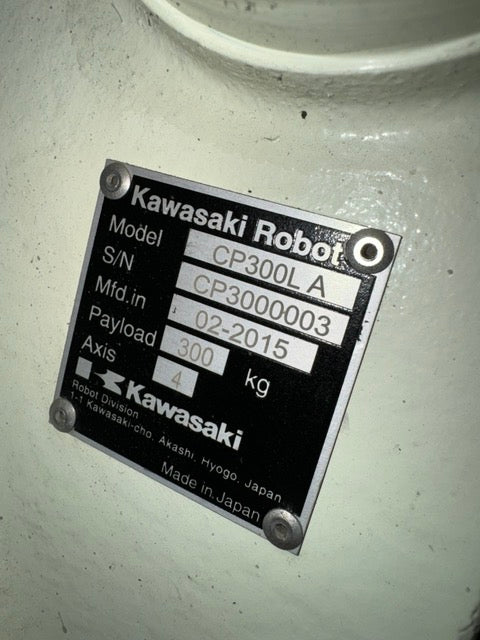 Kawasaki Robot
Model CP300L A
S/N CP3000003
Mfd.in 02-2015
Payload 300 kg
Axis 4
Kawasaki
Robot Division
1-1 Kawasaki-cho, Akashi, Hyogo, Japan
Made in Japan